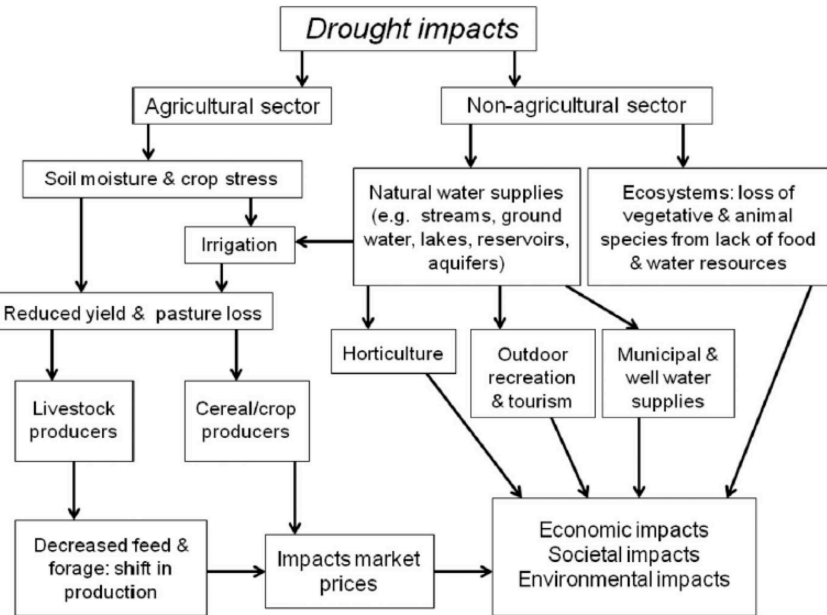 Drought impacts
Agricultural sector
Non-agricultural sector
Soil moisture & crop stress
Natural water supplies
(e.g. streams, ground
water, lakes, reservoirs,
aquifers)
Ecosystems: loss of
vegetative & animal
species from lack of food
& water resources
Irrigation
Reduced yield & pasture loss
Horticulture
Outdoor
recreation
& tourism
Municipal &
well water
supplies
Livestock
producers
Cereal/crop
producers
Decreased feed &
forage: shift in
production
Impacts market
prices
Economic impacts
Societal impacts
Environmental impacts